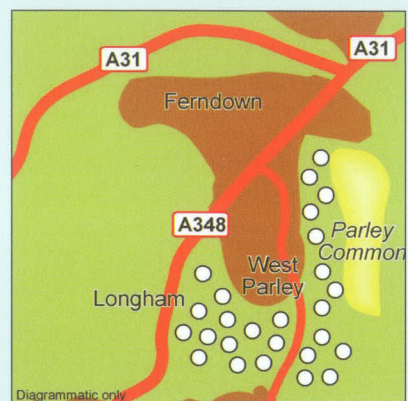 A31
A31
Ferndown
A348
Parley
Common
West
Parley
Longham
Diagrammatic only